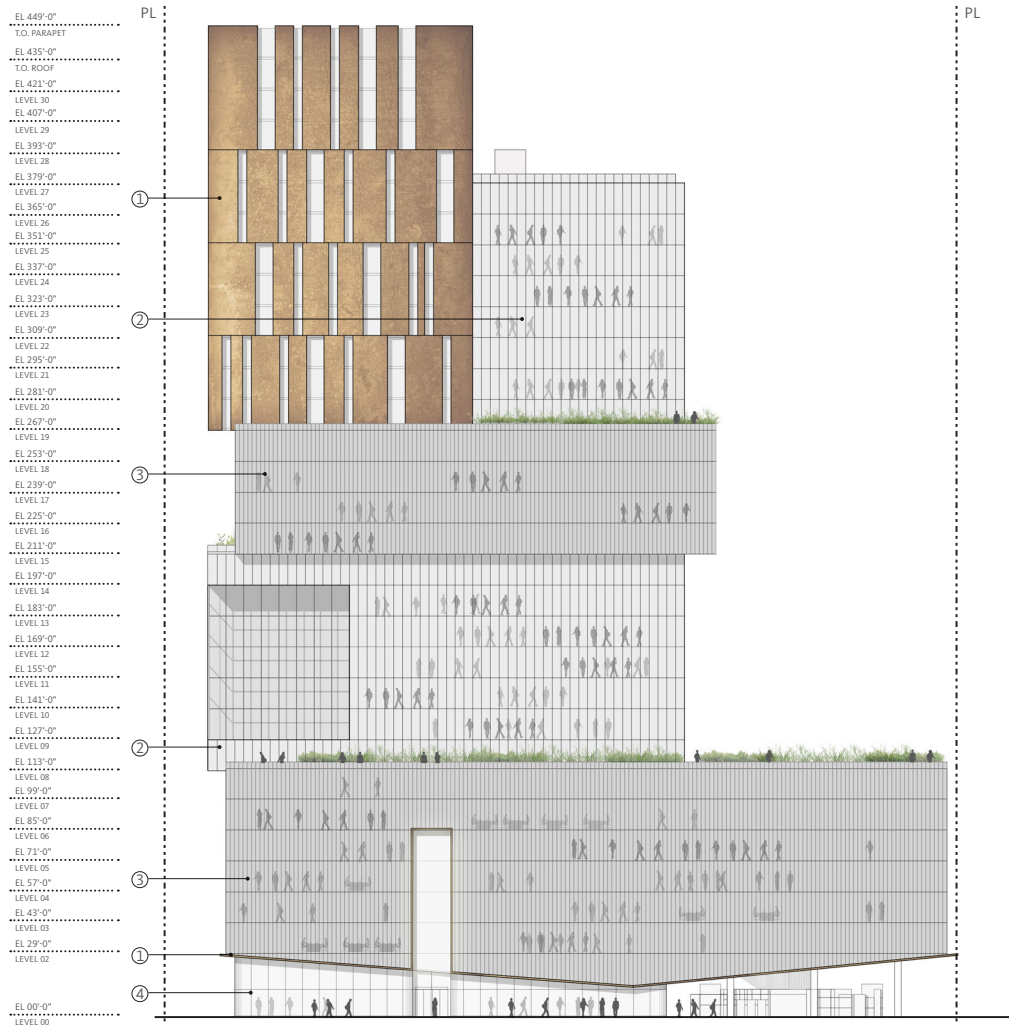 PL
PL
EL 449'-0"
T.O. PARAPET
EL 435'-0"
T.O. ROOF
EL 421'-0"
LEVEL 30
EL 407'-0"
LEVEL 29
EL 393'-0"
LEVEL 28
EL 379'-0"
LEVEL 27
EL 365'-0"
LEVEL 26
EL 351'-0"
LEVEL 25
EL 337'-0"
LEVEL 24
EL 323'-0"
LEVEL 23
EL 309'-0"
LEVEL 22
EL 295'-0"
LEVEL 21
EL 281'-0"
LEVEL 20
EL 267'-0"
LEVEL 19
EL 253'-0"
LEVEL 18
EL 239'-0"
LEVEL 17
EL 225'-0"
LEVEL 16
EL 211'-0"
LEVEL 15
EL 197'-0"
LEVEL 14
EL 183'-0"
LEVEL 13
EL 169'-0"
LEVEL 12
EL 155'-0"
LEVEL 11
EL 141'-0"
LEVEL 10
EL 127'-0"
LEVEL 09
EL 113'-0"
LEVEL 08
EL 99'-0"
LEVEL 07
EL 85'-0"
LEVEL 06
EL 71'-0"
LEVEL 05
EL 57'-0"
LEVEL 04
EL 43'-0"
LEVEL 03
EL 29'-0"
LEVEL 02
EL 00'-0"
LEVEL 00
1
2
3
2
3
1
4